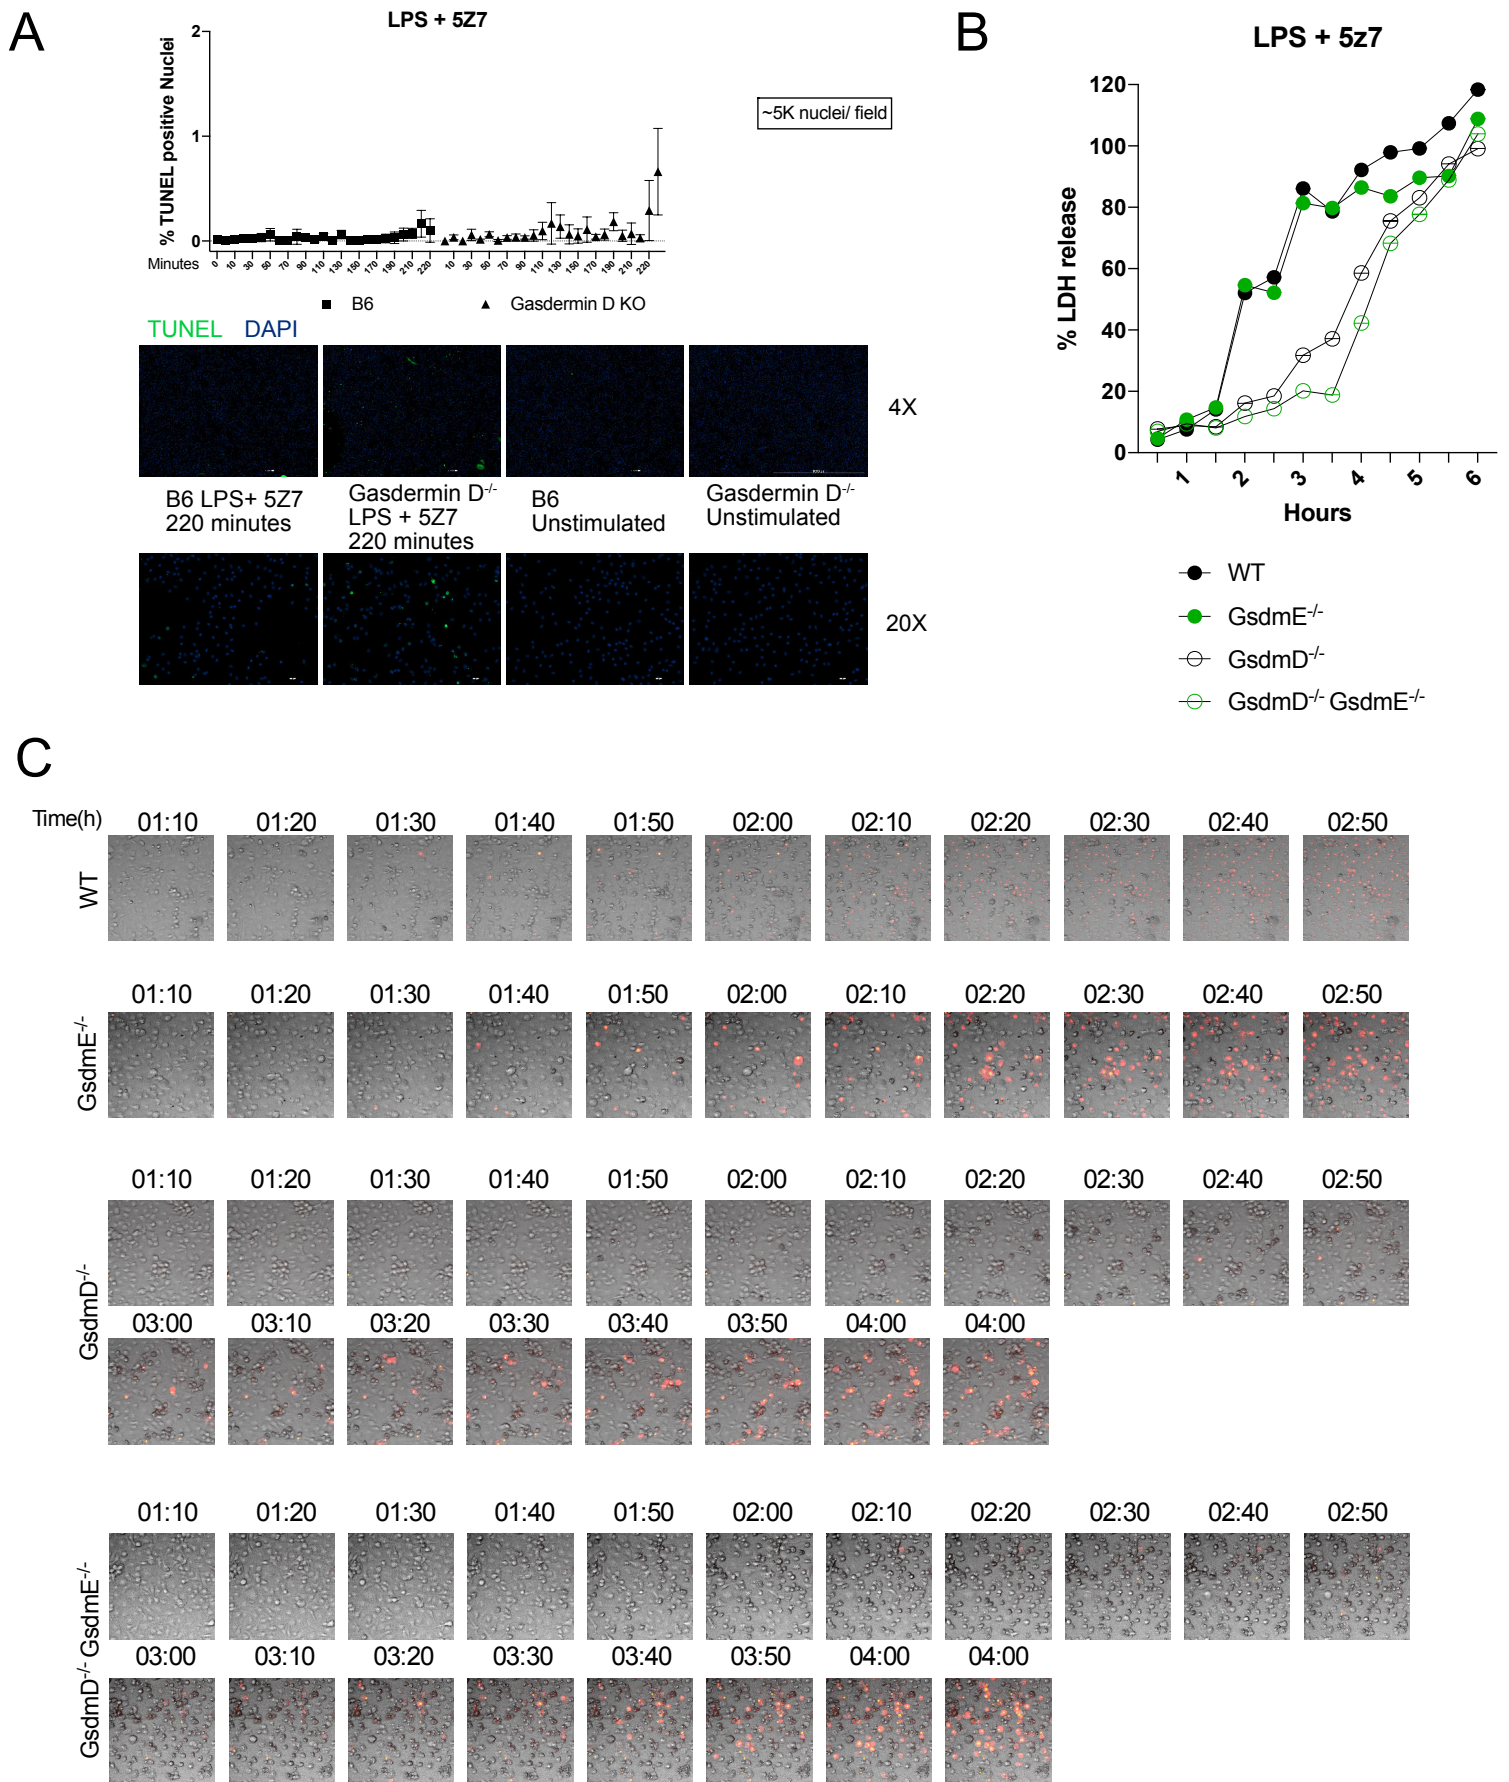 A
LPS + 5Z7
% TUNEL positive Nuclei
2
1
0
Minutes
0 10 30 50 70 90 110 130 150 170 190 210 220 10 30 50 70 90 110 130 150 170 190 210 220
~5K nuclei/ field
B6
Gasdermin D KO
TUNEL DAPI
4X
B6 LPS+ 5Z7
220 minutes
Gasdermin D-/-
LPS + 5Z7
220 minutes
B6
Unstimulated
Gasdermin D-/-
Unstimulated
20X
B
LPS + 5z7
% LDH release
120
100
80
60
40
20
0
1 2 3 4 5 6
Hours
WT
GsdmE-/-
GsdmD-/-
GsdmD-/- GsdmE-/-
C
Time(h) 01:10 01:20 01:30 01:40 01:50 02:00 02:10 02:20 02:30 02:40 02:50
WT
01:10 01:20 01:30 01:40 01:50 02:00 02:10 02:20 02:30 02:40 02:50
GsdmE-/-
01:10 01:20 01:30 01:40 01:50 02:00 02:10 02:20 02:30 02:40 02:50
GsdmD-/-
03:00 03:10 03:20 03:30 03:40 03:50 04:00 04:00
01:10 01:20 01:30 01:40 01:50 02:00 02:10 02:20 02:30 02:40 02:50
GsdmD-/- GsdmE-/-
03:00 03:10 03:20 03:30 03:40 03:50 04:00 04:00